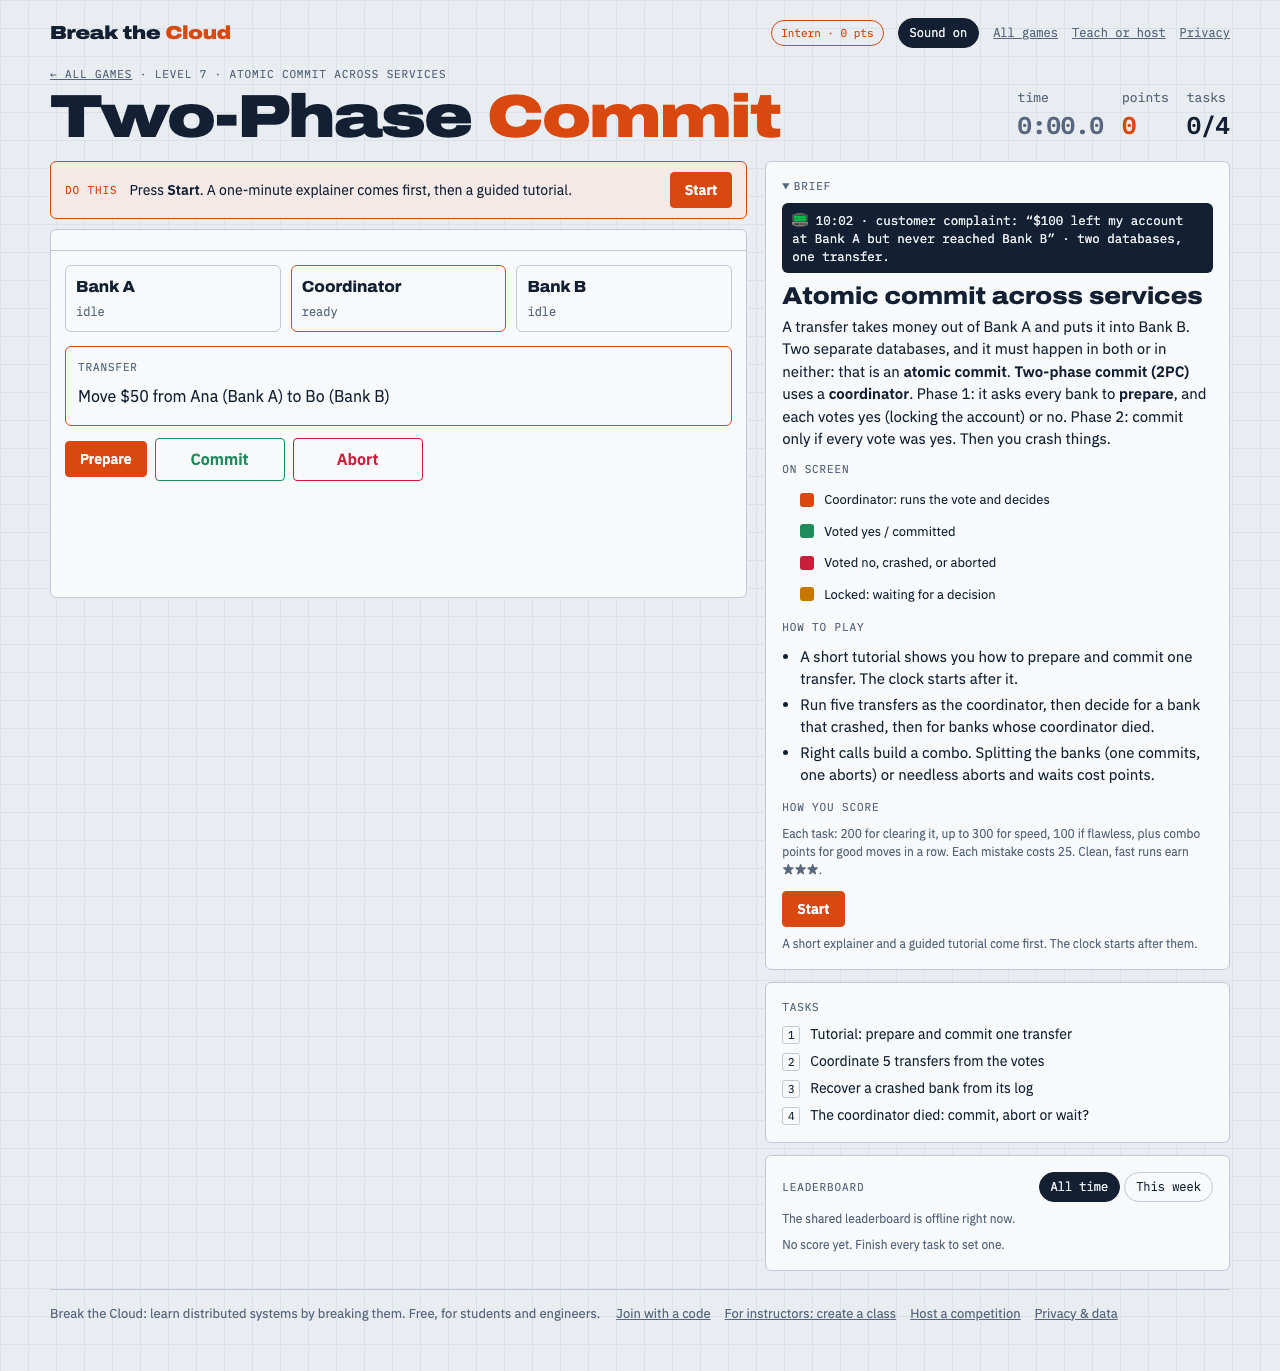 Break the Cloud
Intern · 0 pts
Sound on
All games
Teach or host
Privacy
← ALL GAMES · LEVEL 7 · ATOMIC COMMIT ACROSS SERVICES
Two-Phase Commit
time
0:00.0
points
0
tasks
0/4
DO THIS
Press Start. A one-minute explainer comes first, then a guided tutorial.
Start
Bank A
idle
Coordinator
ready
Bank B
idle
TRANSFER
Move $50 from Ana (Bank A) to Bo (Bank B)
Prepare
Commit
Abort
▼ BRIEF
10:02 · customer complaint: “$100 left my account
at Bank A but never reached Bank B” · two databases,
one transfer.
Atomic commit across services
A transfer takes money out of Bank A and puts it into Bank B.
Two separate databases, and it must happen in both or in
neither: that is an atomic commit. Two-phase commit (2PC)
uses a coordinator. Phase 1: it asks every bank to prepare, and
each votes yes (locking the account) or no. Phase 2: commit
only if every vote was yes. Then you crash things.
ON SCREEN
Coordinator: runs the vote and decides
Voted yes / committed
Voted no, crashed, or aborted
Locked: waiting for a decision
HOW TO PLAY
• A short tutorial shows you how to prepare and commit one
transfer. The clock starts after it.
• Run five transfers as the coordinator, then decide for a bank
that crashed, then for banks whose coordinator died.
• Right calls build a combo. Splitting the banks (one commits,
one aborts) or needless aborts and waits cost points.
HOW YOU SCORE
Each task: 200 for clearing it, up to 300 for speed, 100 if flawless, plus combo
points for good moves in a row. Each mistake costs 25. Clean, fast runs earn
★★★.
Start
A short explainer and a guided tutorial come first. The clock starts after them.
TASKS
1 Tutorial: prepare and commit one transfer
2 Coordinate 5 transfers from the votes
3 Recover a crashed bank from its log
4 The coordinator died: commit, abort or wait?
LEADERBOARD
All time
This week
The shared leaderboard is offline right now.
No score yet. Finish every task to set one.
Break the Cloud: learn distributed systems by breaking them. Free, for students and engineers.
Join with a code
For instructors: create a class
Host a competition
Privacy & data